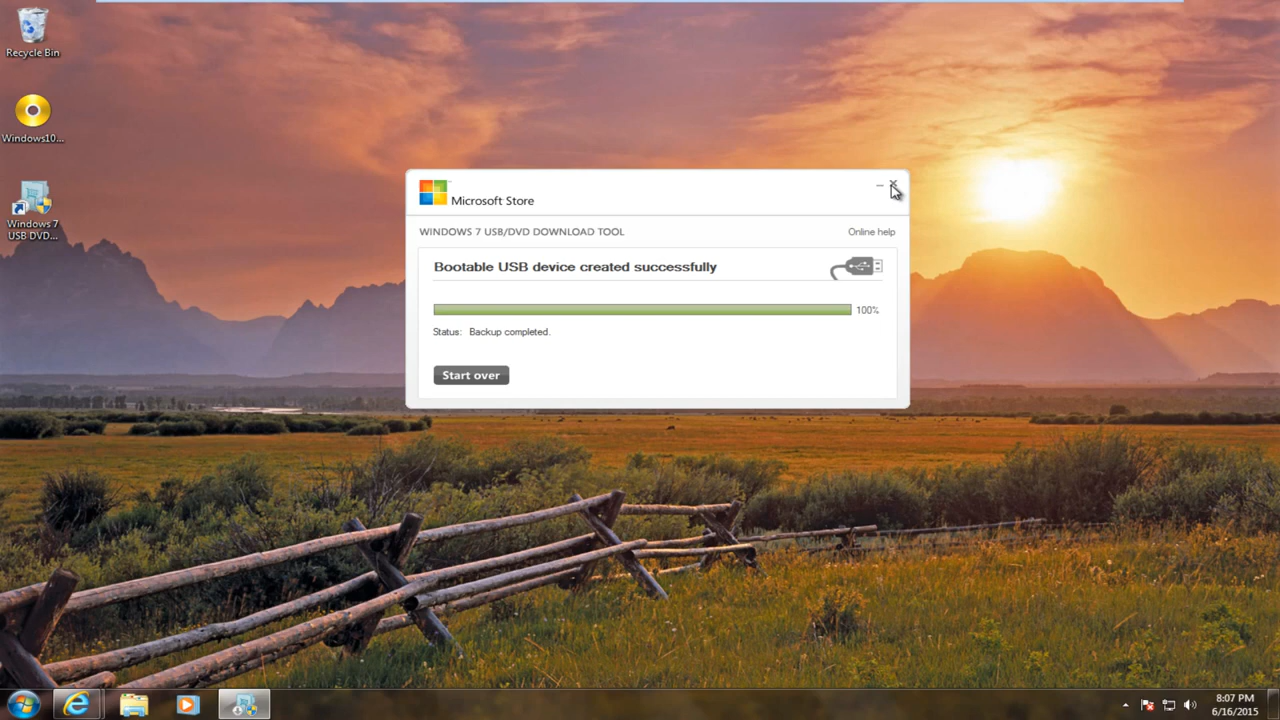 Recycle Bin
Windows10...
Windows 7
USB DVD...
Microsoft Store
WINDOWS 7 USB/DVD DOWNLOAD TOOL
Online help
Bootable USB device created successfully
100%
Status: Backup completed.
Start over
8:07 PM
6/16/2015